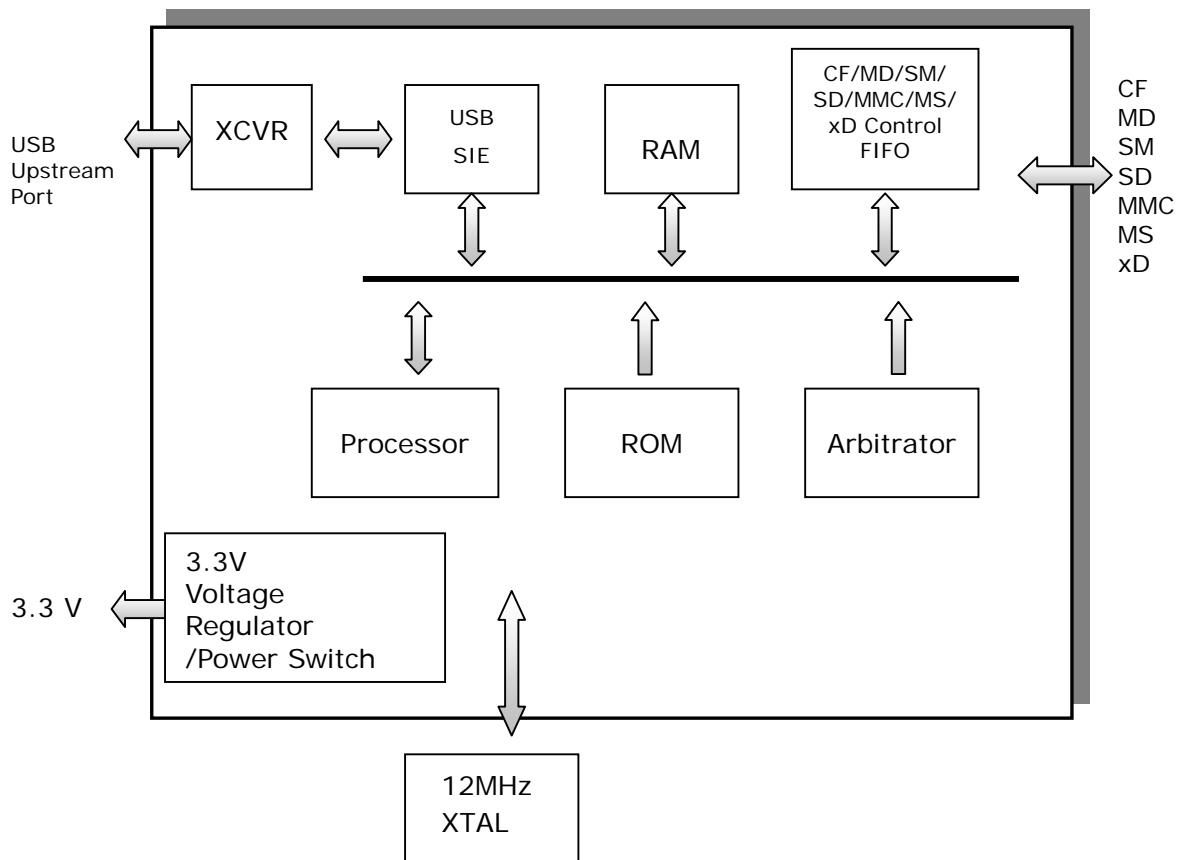 USB
Upstream
Port
XCVR
USB
SIE
RAM
CF/MD/SM/
SD/MMC/MS/
xD Control
FIFO
CF
MD
SM
SD
MMC
MS
xD
Processor
ROM
Arbitrator
3.3 V
3.3V
Voltage
Regulator
/Power Switch
12MHz
XTAL